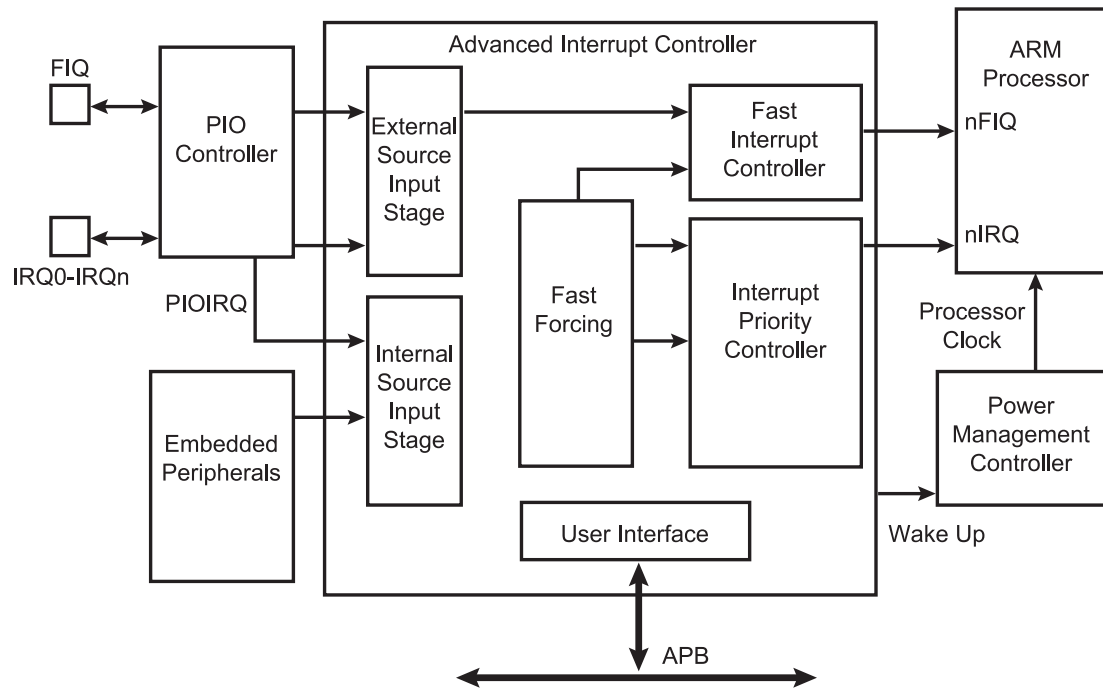 Advanced Interrupt Controller
FIQ
PIO
Controller
IRQ0-IRQn
PIOIRQ
Embedded
Peripherals
External
Source
Input
Stage
Internal
Source
Input
Stage
Fast
Forcing
Fast
Interrupt
Controller
Interrupt
Priority
Controller
User Interface
APB
ARM
Processor
nFIQ
nIRQ
Processor
Clock
Power
Management
Controller
Wake Up